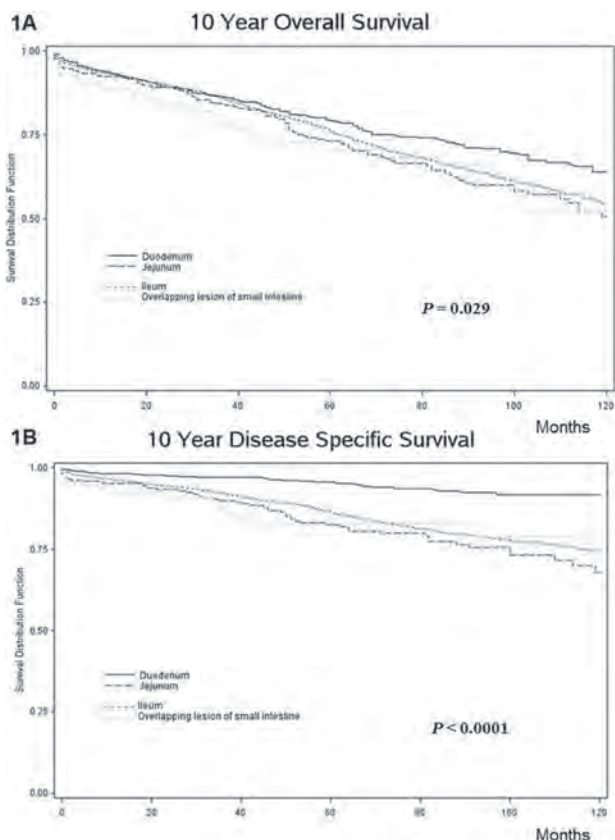 1A
10 Year Overall Survival
1.00
0.75
0.50
0.25
0.00
Survival Distribution Function
Duodenum
Jejunum
Ileum
Overlapping lesion of small intestine
P = 0.029
0 20 40 60 80 100 120
Months
1B
10 Year Disease Specific Survival
1.00
0.75
0.50
0.25
0.00
Survival Distribution Function
Duodenum
Jejunum
Ileum
Overlapping lesion of small intestine
P < 0.0001
0 20 40 60 80 100 120
Months